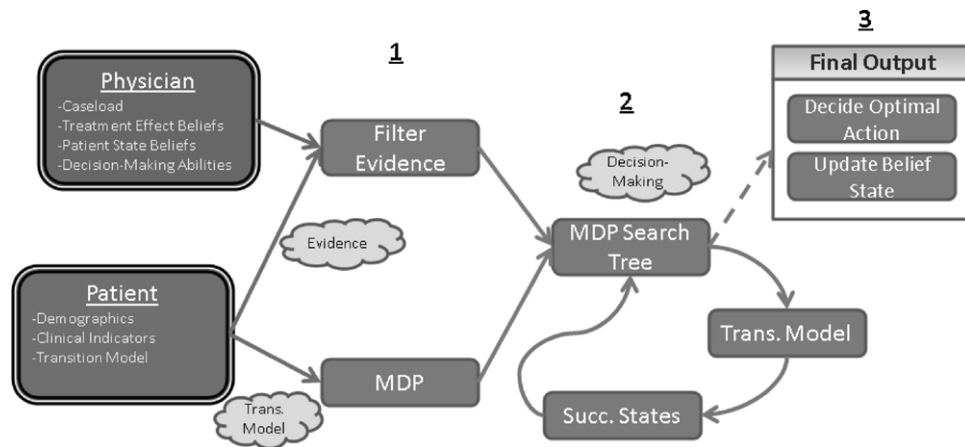 Physician
-Caseload
-Treatment Effect Beliefs
-Patient State Beliefs
-Decision-Making Abilities
Patient
-Demographics
-Clinical Indicators
-Transition Model
1
Filter
Evidence
Evidence
MDP
Trans.
Model
2
Decision-
Making
MDP Search
Tree
Trans. Model
Succ. States
3
Final Output
Decide Optimal
Action
Update Belief
State